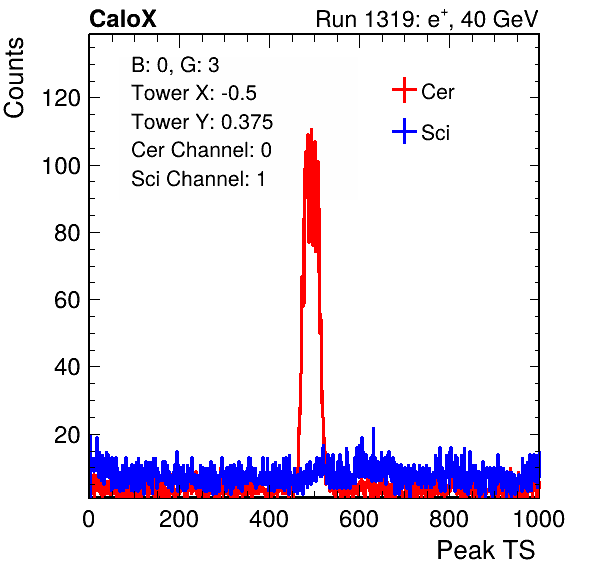 CaloX Run 1319: e⁺, 40 GeV
Counts
B: 0, G: 3
Tower X: -0.5
Tower Y: 0.375
Cer Channel: 0
Sci Channel: 1
Cer
Sci
120
100
80
60
40
20
0 200 400 600 800 1000
Peak TS